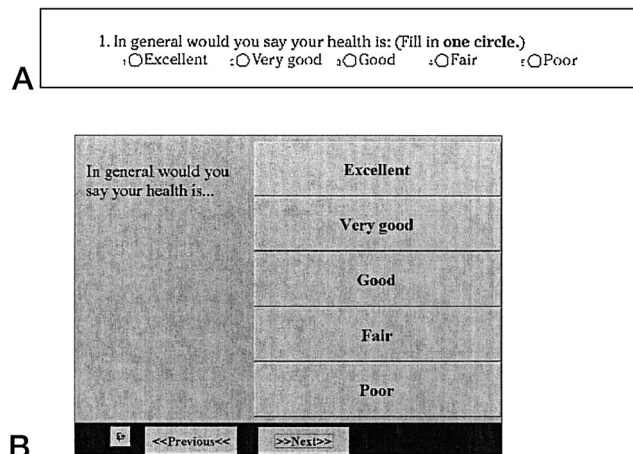 1. In general would you say your health is: (Fill in one circle.)
1 Excellent 2 Very good 3 Good 4 Fair 5 Poor
A
In general would you
say your health is...
Excellent
Very good
Good
Fair
Poor
<<Previous<< >>Next>>
B